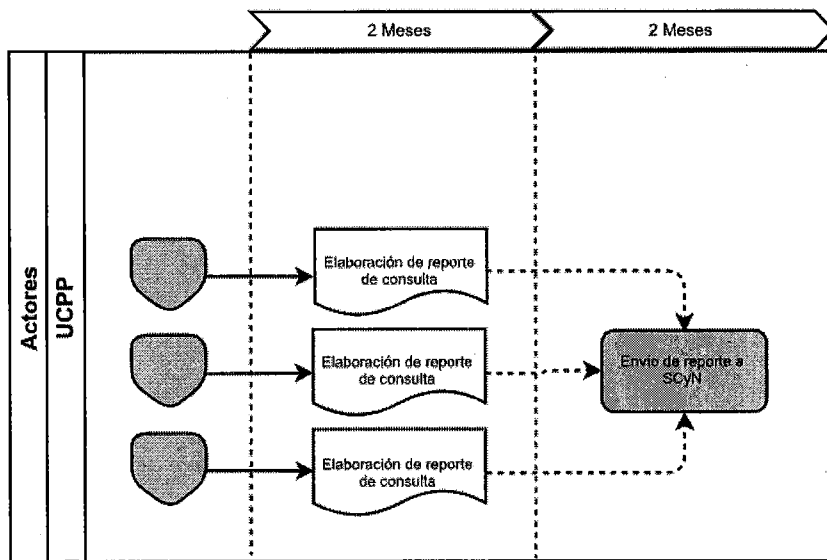 2 Meses
2 Meses
Actores
UCPP
Elaboración de reporte
de consulta
Elaboración de reporte
de consulta
Envio de reporte a
SCyN
Elaboración de reporte
de consulta